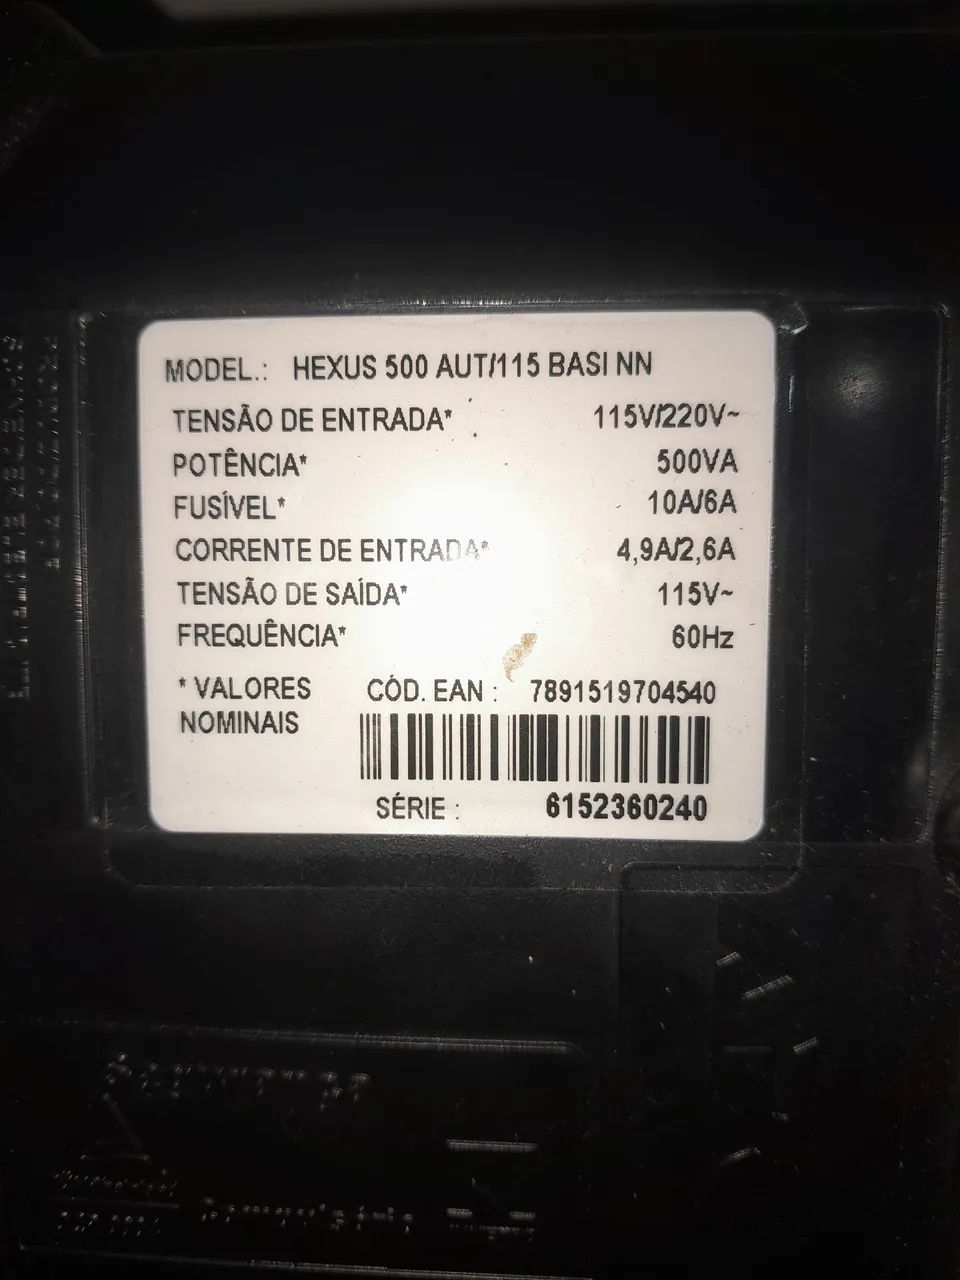 MODEL.: HEXUS 500 AUT/115 BASI NN
TENSÃO DE ENTRADA* 115V/220V~
POTÊNCIA* 500VA
FUSÍVEL* 10A/6A
CORRENTE DE ENTRADA* 4,9A/2,6A
TENSÃO DE SAÍDA* 115V~
FREQUÊNCIA* 60Hz
* VALORES NOMINAIS
CÓD. EAN : 7891519704540
SÉRIE : 6152360240